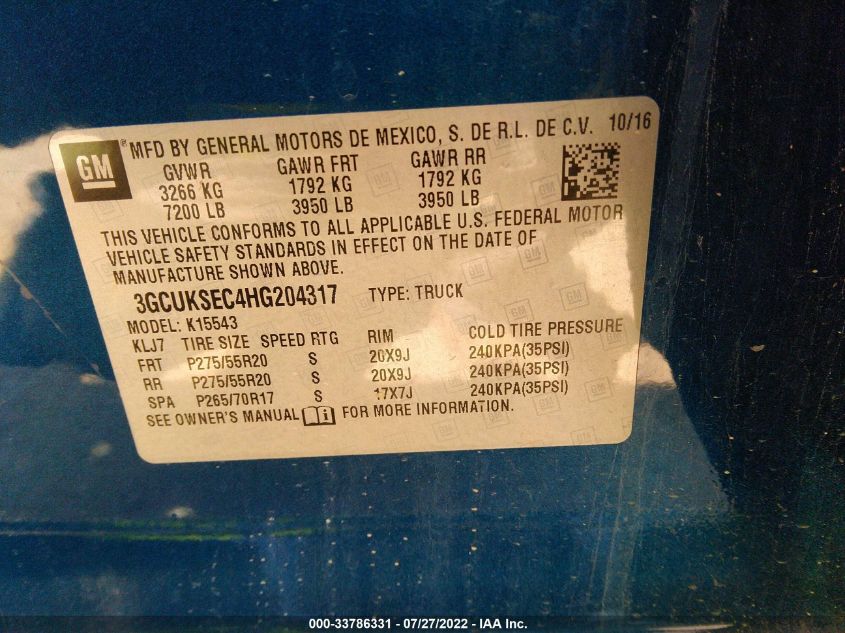 GM ® MFD BY GENERAL MOTORS DE MEXICO, S. DE R.L. DE C.V. 10/16
GVWR GAWR FRT GAWR RR
3266 KG 1792 KG 1792 KG
7200 LB 3950 LB 3950 LB
THIS VEHICLE CONFORMS TO ALL APPLICABLE U.S. FEDERAL MOTOR
VEHICLE SAFETY STANDARDS IN EFFECT ON THE DATE OF
MANUFACTURE SHOWN ABOVE.
3GCUKSEC4HG204317 TYPE: TRUCK
MODEL: K15543
KLJ7 TIRE SIZE SPEED RTG RIM COLD TIRE PRESSURE
FRT P275/55R20 S 20X9J 240KPA(35PSI)
RR P275/55R20 S 20X9J 240KPA(35PSI)
SPA P265/70R17 S 17X7J 240KPA(35PSI)
SEE OWNER'S MANUAL FOR MORE INFORMATION.
000-33786331 - 07/27/2022 - IAA Inc.